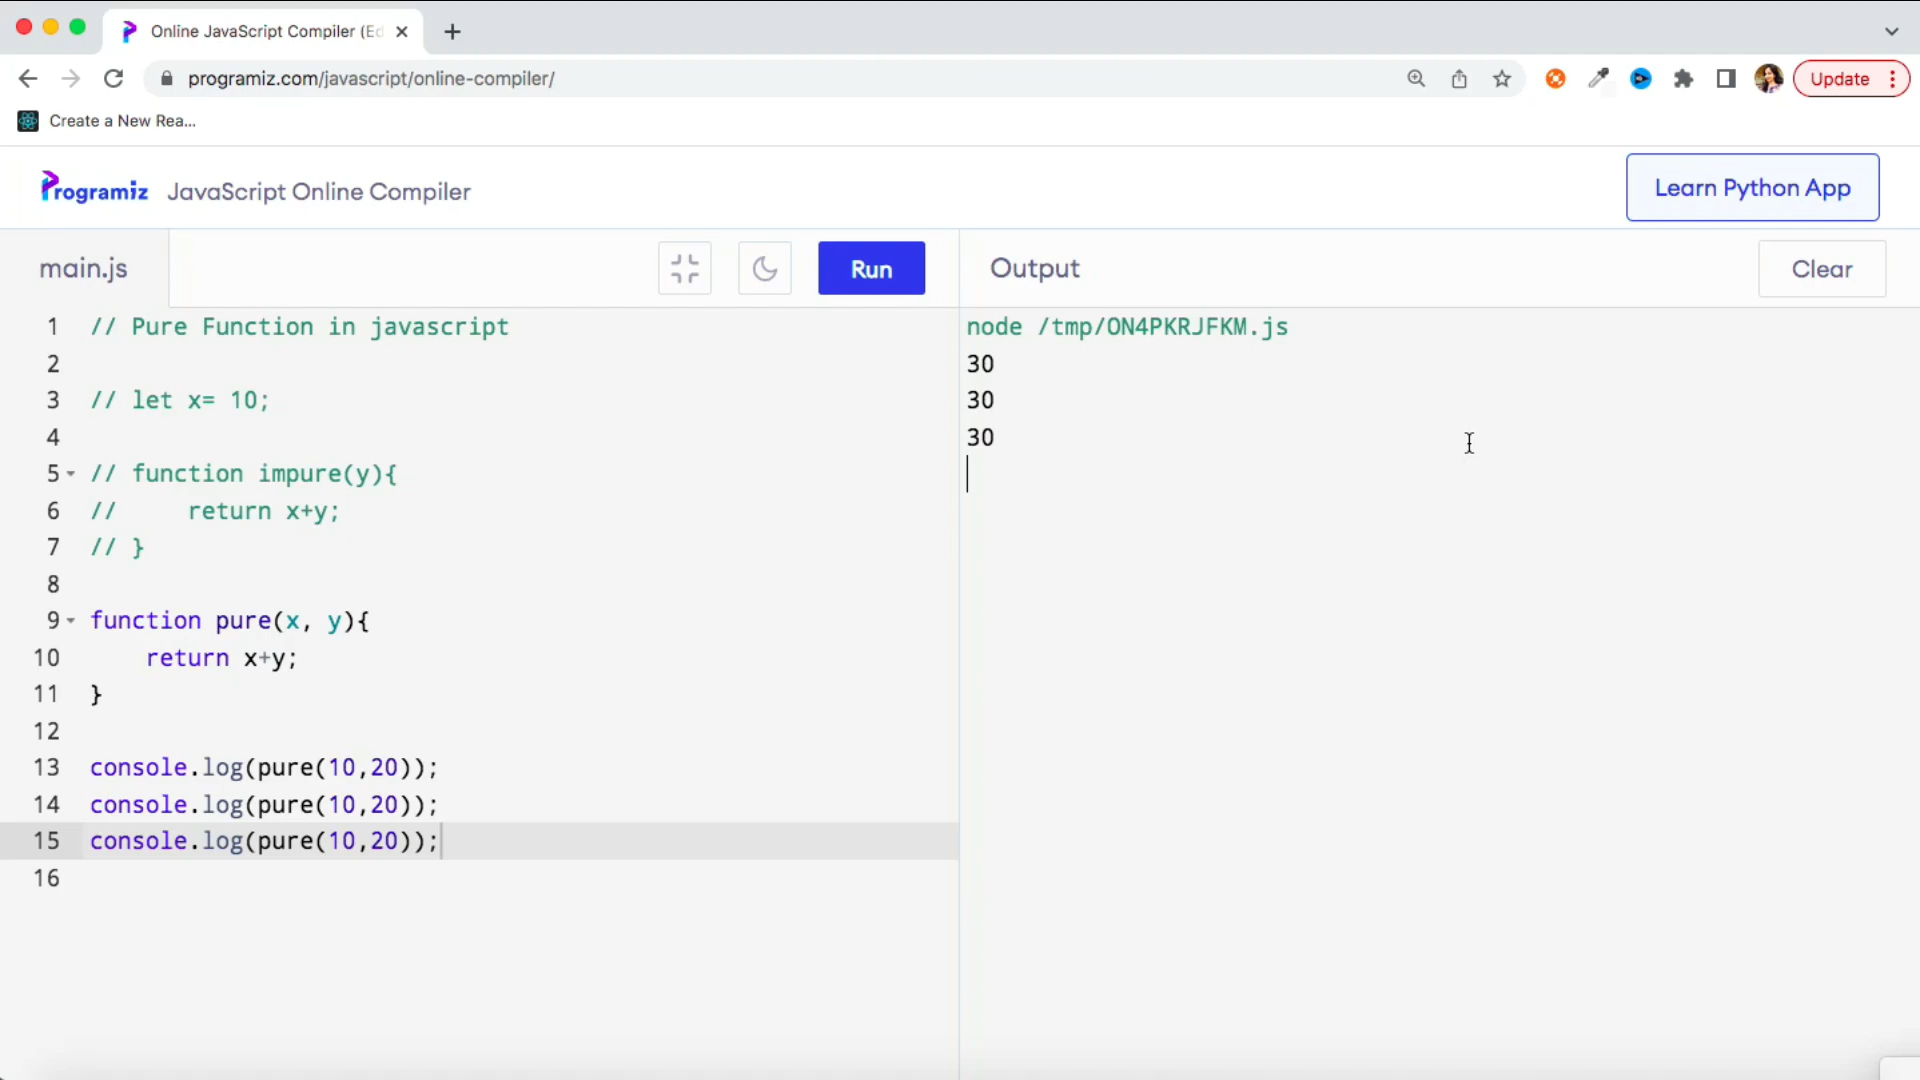 Online JavaScript Compiler (Ed
programiz.com/javascript/online-compiler/
Update
Create a New Rea...
Programiz JavaScript Online Compiler
Learn Python App
main.js
Run
Output
Clear
1 // Pure Function in javascript
2
3 // let x= 10;
4
5 // function impure(y){
6 //     return x+y;
7 // }
8
9 function pure(x, y){
10     return x+y;
11 }
12
13 console.log(pure(10,20));
14 console.log(pure(10,20));
15 console.log(pure(10,20));
16
node /tmp/ON4PKRJFKM.js
30
30
30